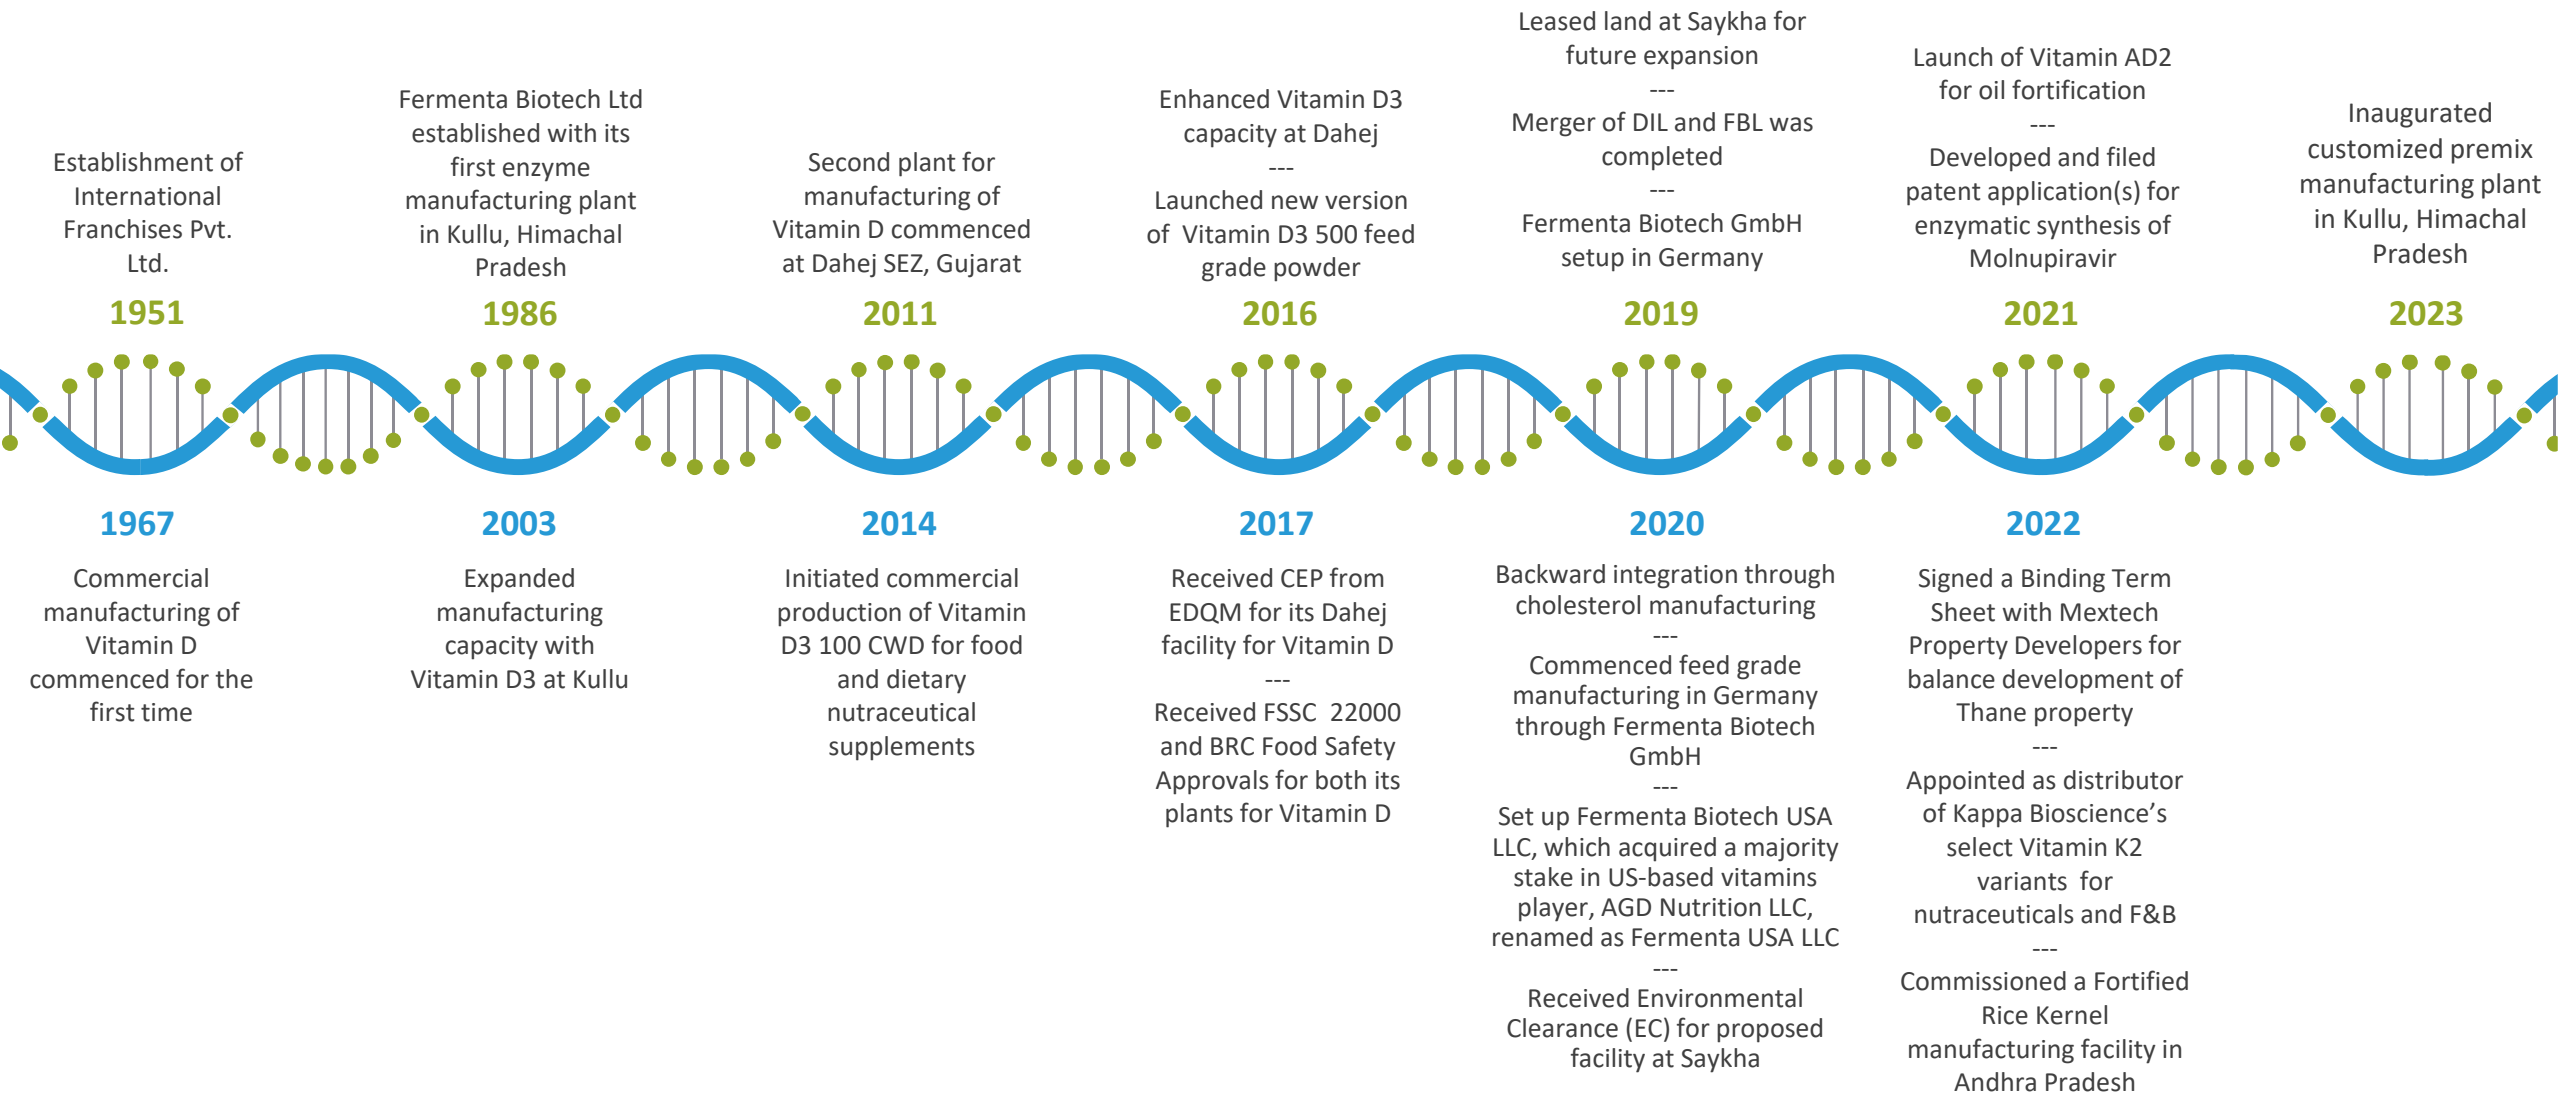 Establishment of
International
Franchises Pvt.
Ltd.
1951
Fermenta Biotech Ltd
established with its
first enzyme
manufacturing plant
in Kullu, Himachal
Pradesh
1986
Second plant for
manufacturing of
Vitamin D commenced
at Dahej SEZ, Gujarat
2011
Enhanced Vitamin D3
capacity at Dahej
---
Launched new version
of Vitamin D3 500 feed
grade powder
2016
Leased land at Saykha for
future expansion
---
Merger of DIL and FBL was
completed
---
Fermenta Biotech GmbH
setup in Germany
2019
Launch of Vitamin AD2
for oil fortification
---
Developed and filed
patent application(s) for
enzymatic synthesis of
Molnupiravir
2021
Inaugurated
customized premix
manufacturing plant
in Kullu, Himachal
Pradesh
2023
1967
Commercial
manufacturing of
Vitamin D
commenced for the
first time
2003
Expanded
manufacturing
capacity with
Vitamin D3 at Kullu
2014
Initiated commercial
production of Vitamin
D3 100 CWD for food
and dietary
nutraceutical
supplements
2017
Received CEP from
EDQM for its Dahej
facility for Vitamin D
---
Received FSSC 22000
and BRC Food Safety
Approvals for both its
plants for Vitamin D
2020
Backward integration through
cholesterol manufacturing
---
Commenced feed grade
manufacturing in Germany
through Fermenta Biotech
GmbH
---
Set up Fermenta Biotech USA
LLC, which acquired a majority
stake in US-based vitamins
player, AGD Nutrition LLC,
renamed as Fermenta USA LLC
---
Received Environmental
Clearance (EC) for proposed
facility at Saykha
2022
Signed a Binding Term
Sheet with Mextech
Property Developers for
balance development of
Thane property
---
Appointed as distributor
of Kappa Bioscience’s
select Vitamin K2
variants for
nutraceuticals and F&B
---
Commissioned a Fortified
Rice Kernel
manufacturing facility in
Andhra Pradesh